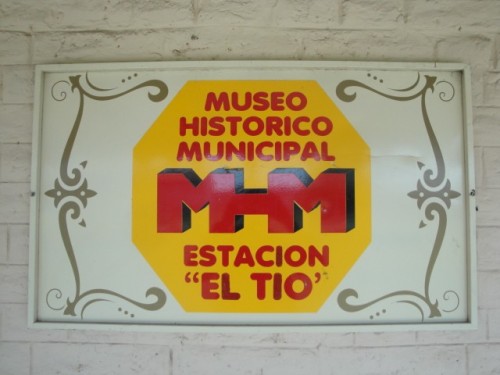 MUSEO
HISTORICO
MUNICIPAL
MHM
ESTACION
"EL TIO"